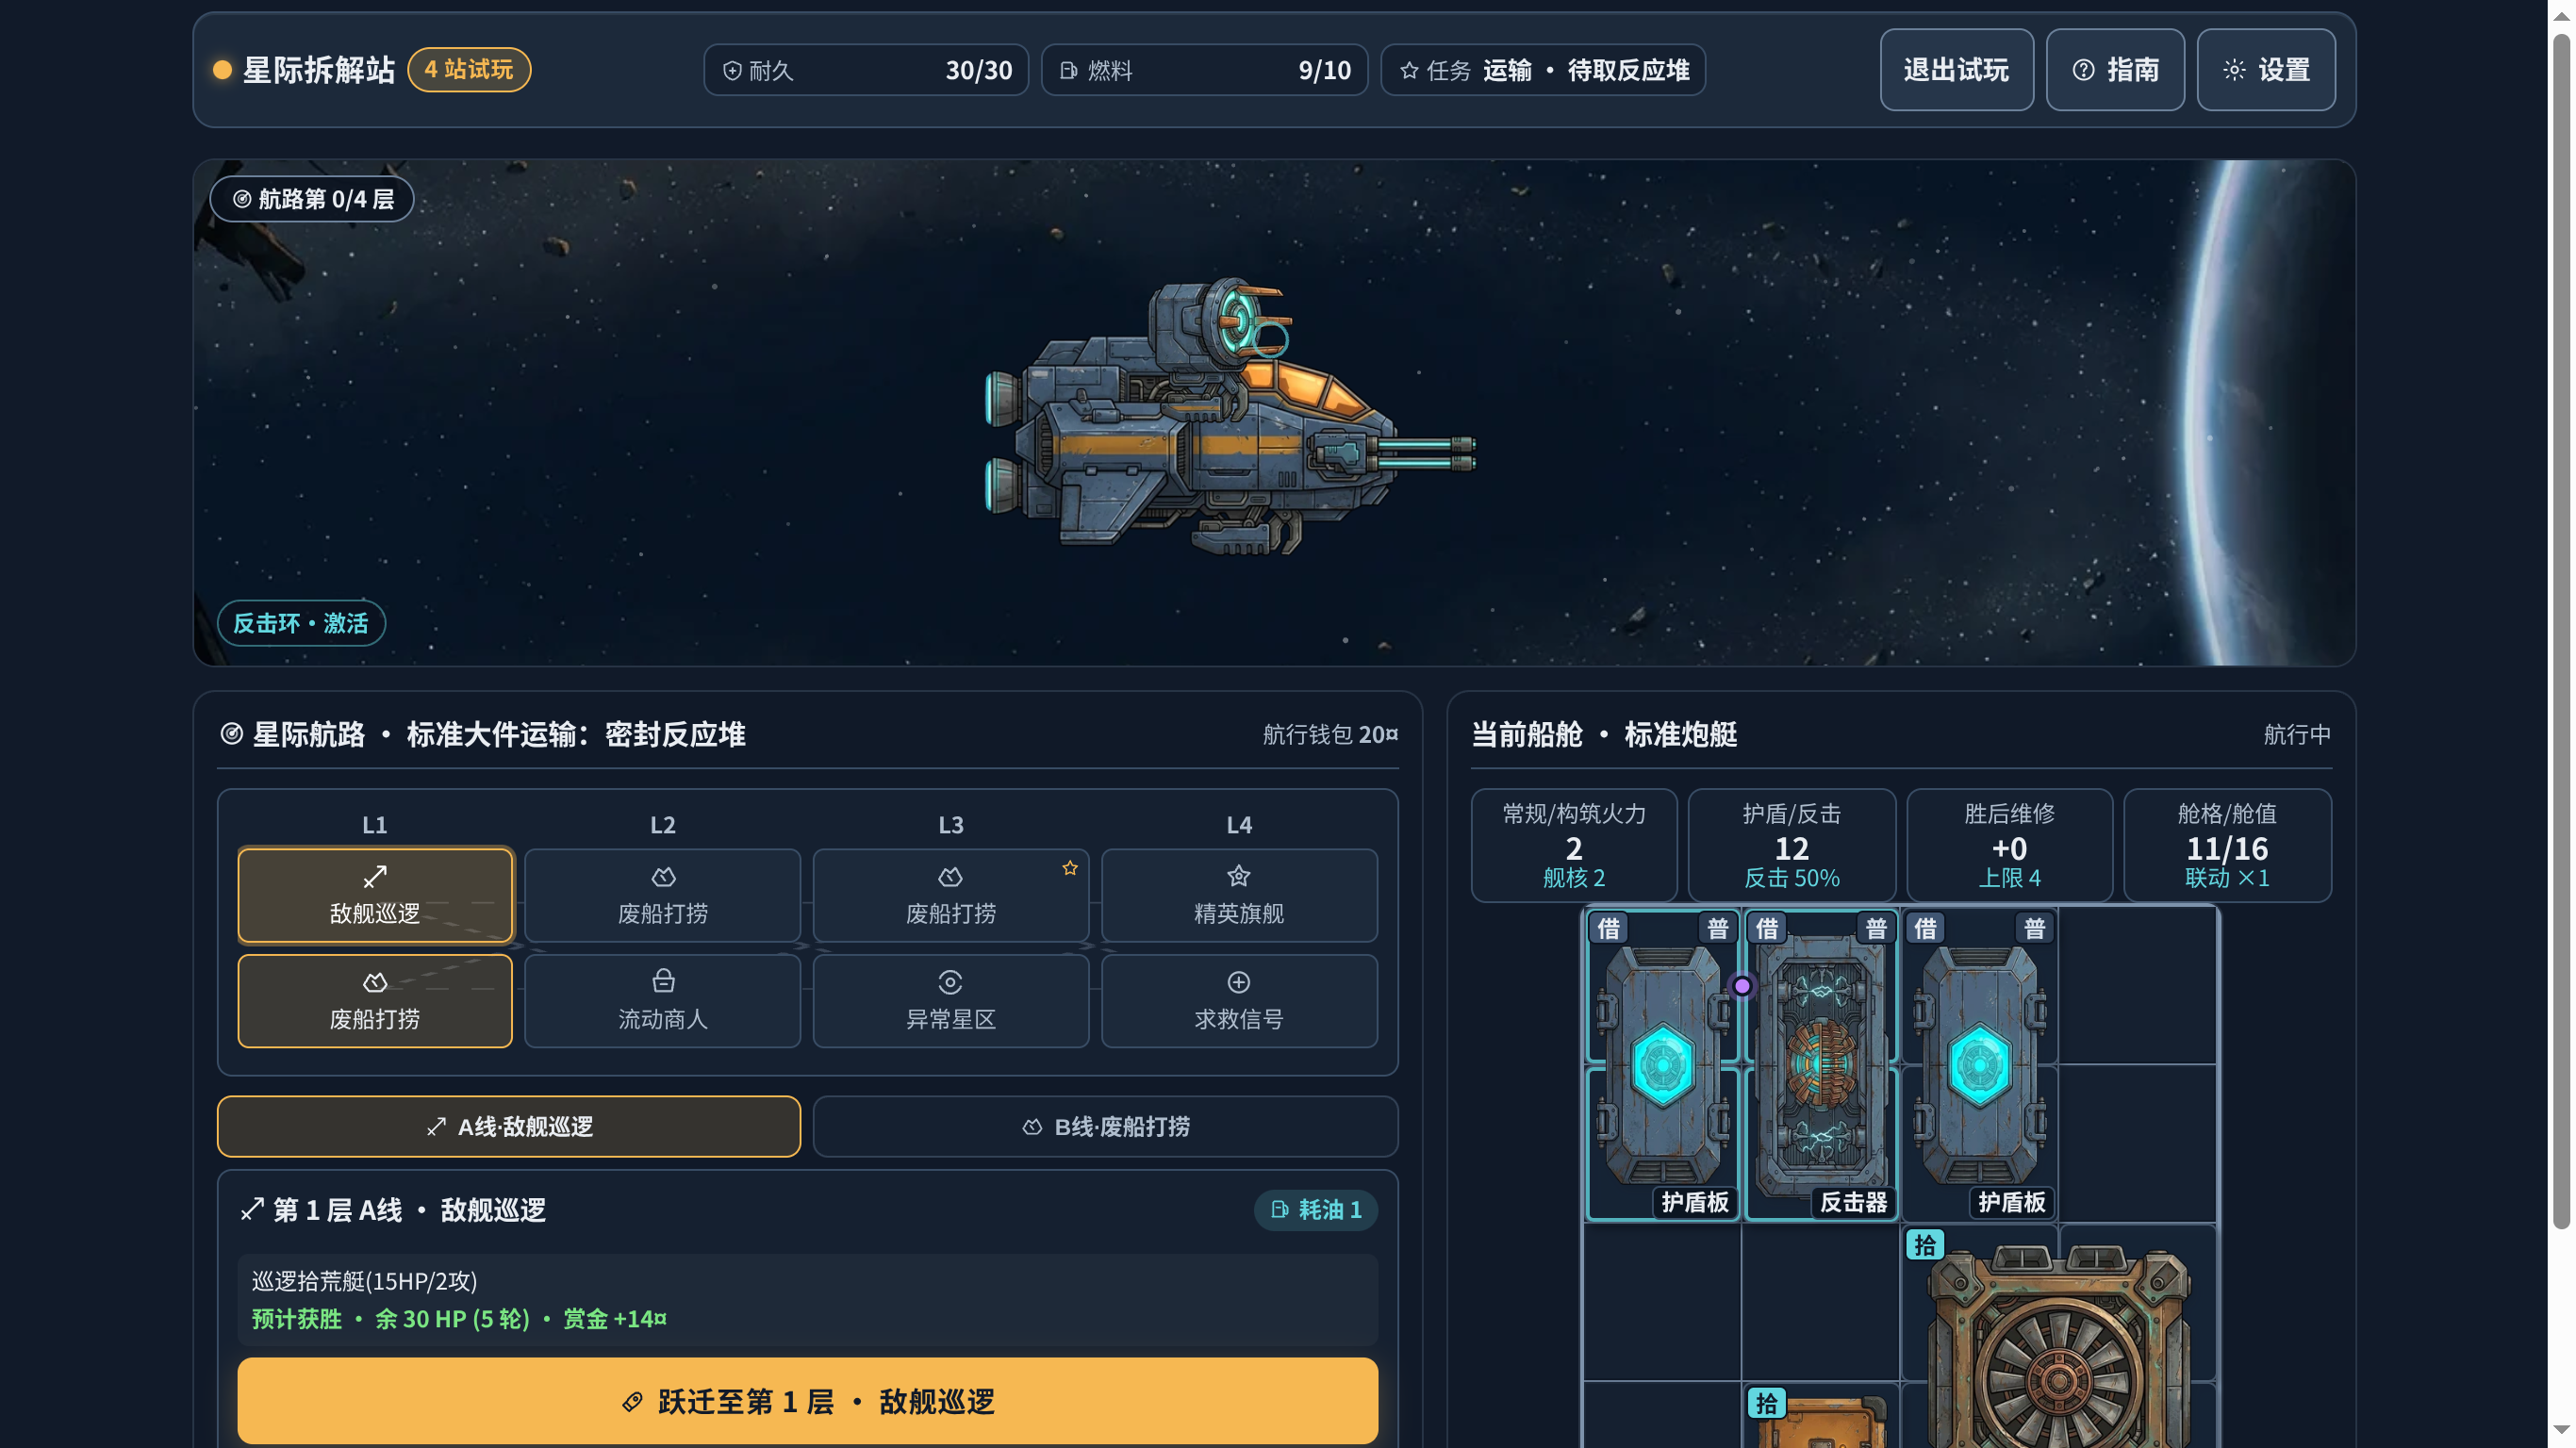 星际拆解站
4 站试玩
耐久 30/30
燃料 9/10
任务 运输 · 待取反应堆
退出试玩
指南
设置
航路第 0/4 层
反击环·激活
星际航路 · 标准大件运输：密封反应堆
航行钱包 20¤
L1 L2 L3 L4
敌舰巡逻 废船打捞 废船打捞 精英旗舰
废船打捞 流动商人 异常星区 求救信号
A线·敌舰巡逻
B线·废船打捞
第 1 层 A线 · 敌舰巡逻
耗油 1
巡逻拾荒艇(15HP/2攻)
预计获胜 · 余 30 HP (5 轮) · 赏金 +14¤
跃迁至第 1 层 · 敌舰巡逻
当前船舱 · 标准炮艇
航行中
常规/构筑火力
2
舰核 2
护盾/反击
12
反击 50%
胜后维修
+0
上限 4
舱格/舱值
11/16
联动 ×1
借 普 借 普 借 普
护盾板 反击器 护盾板
拾
拾